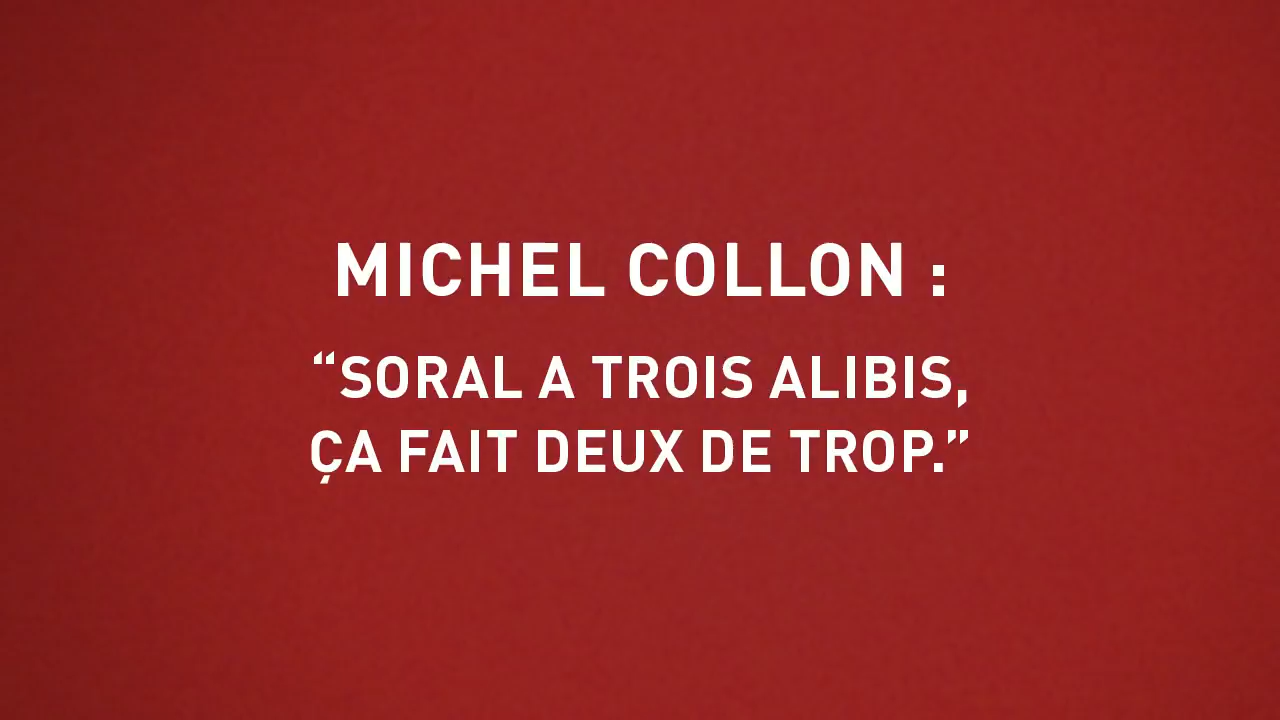 MICHEL COLLON :
“SORAL A TROIS ALIBIS,
ÇA FAIT DEUX DE TROP.”